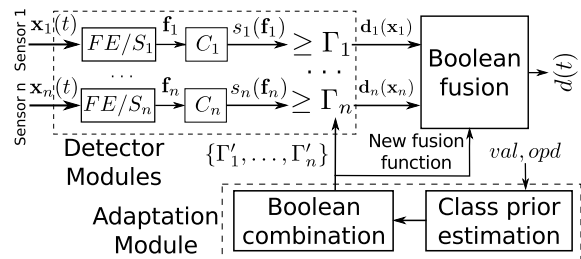 Sensor 1
x₁(t)
FE/S₁
f₁
C₁
s₁(f₁)
≥ Γ₁
d₁(x₁)
Boolean
fusion
d(t)
. . .
. . .
Sensor n
xₙ(t)
FE/Sₙ
fₙ
Cₙ
sₙ(fₙ)
≥ Γₙ
dₙ(xₙ)
Detector
Modules
{Γ′₁, . . . , Γ′ₙ}
New fusion
function
val, opd
Adaptation
Module
Boolean
combination
Class prior
estimation